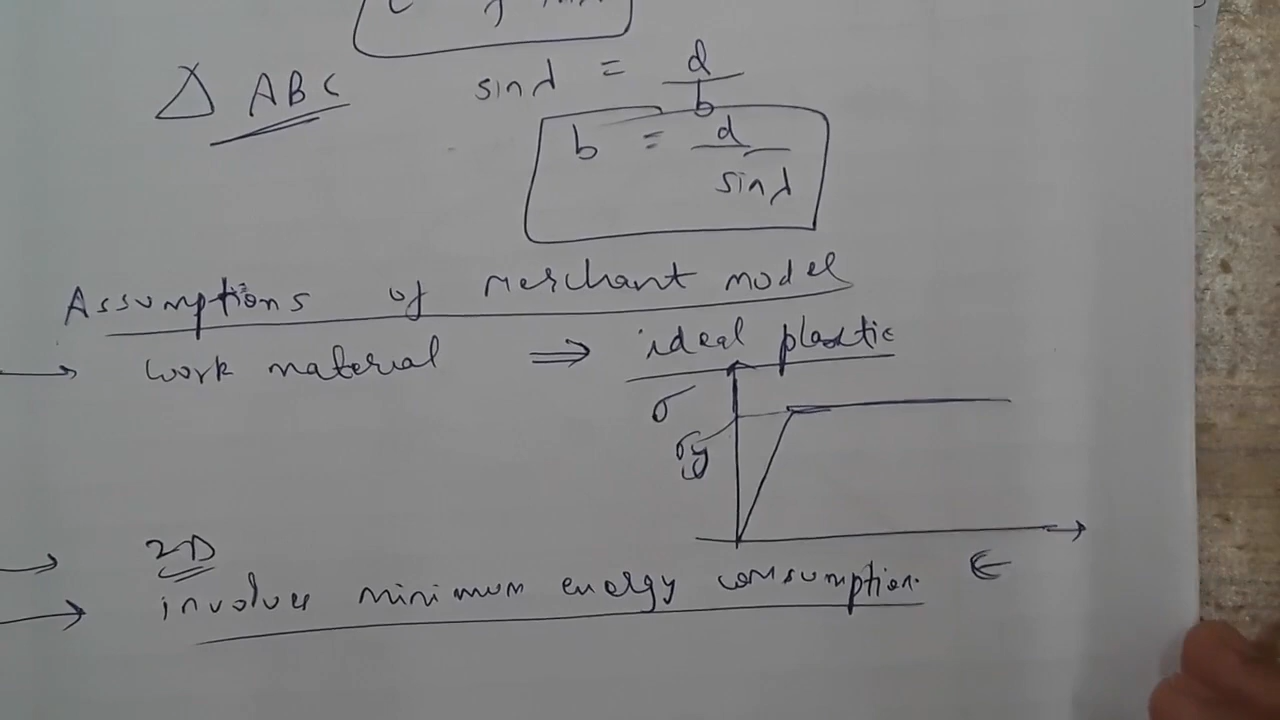 Δ ABC sinλ = d/b
b = d/sinλ
Assumptions of merchant model
→ work material ⇒ ideal plastic
σ
σy
→ 2D
ϵ
→ involves minimum energy consumption.